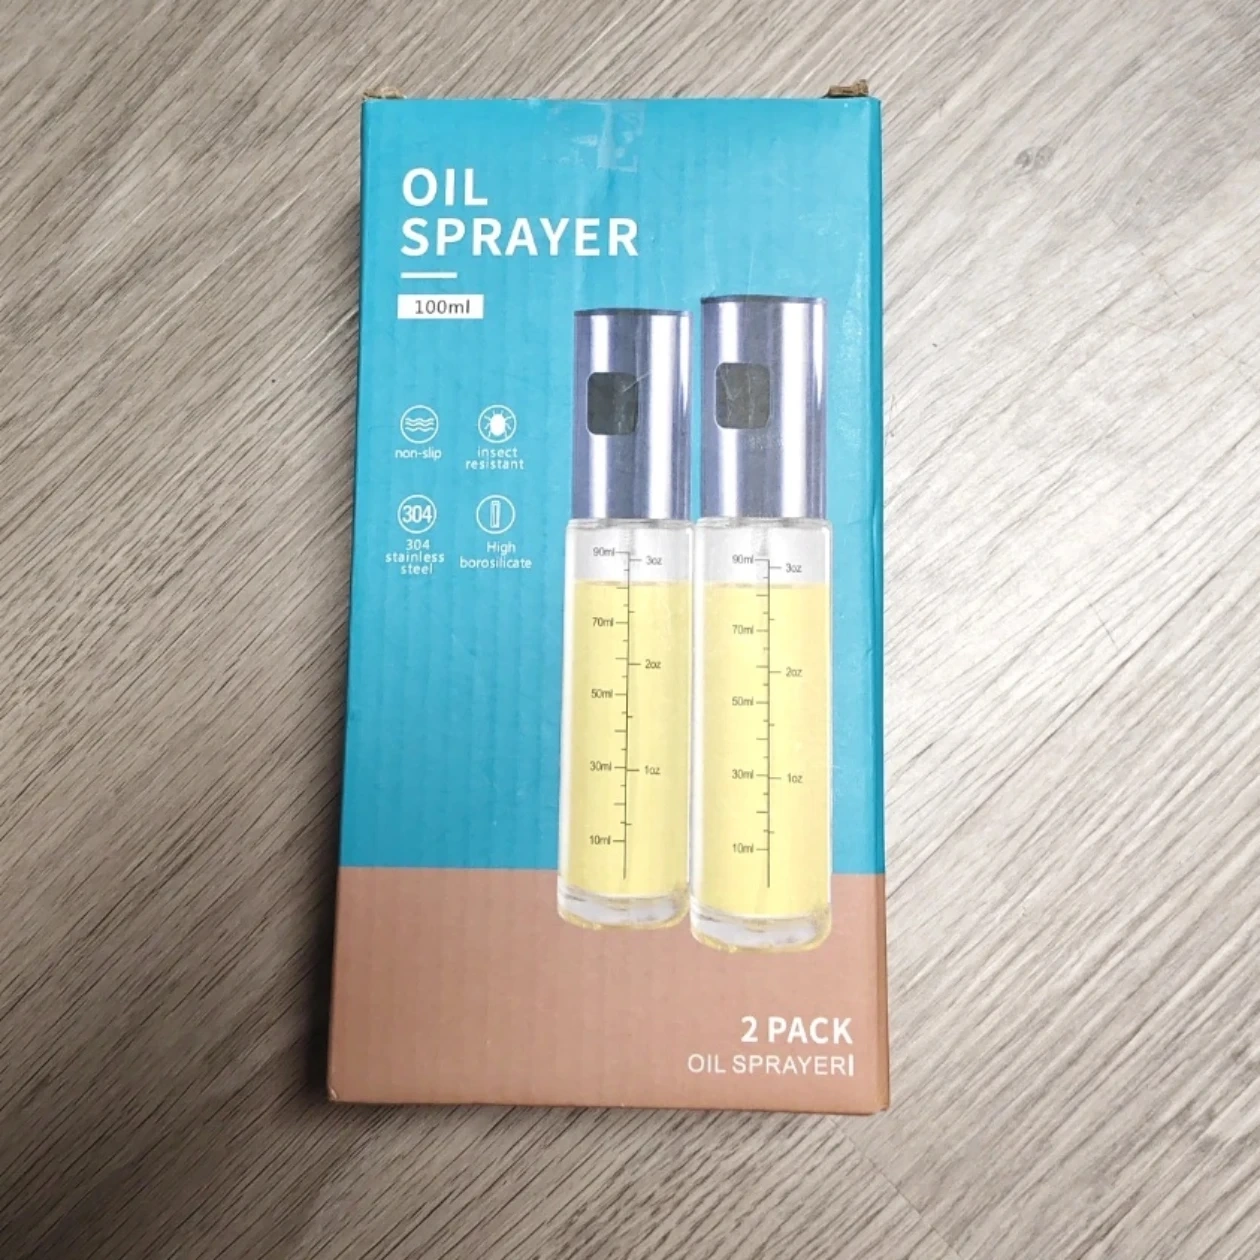 OIL
SPRAYER
100ml
non-slip
insect
resistant
304
304
stainless
steel
High
borosilicate
90ml
3oz
70ml
2oz
50ml
30ml
1oz
10ml
90ml
3oz
70ml
2oz
50ml
30ml
1oz
10ml
2 PACK
OIL SPRAYER|